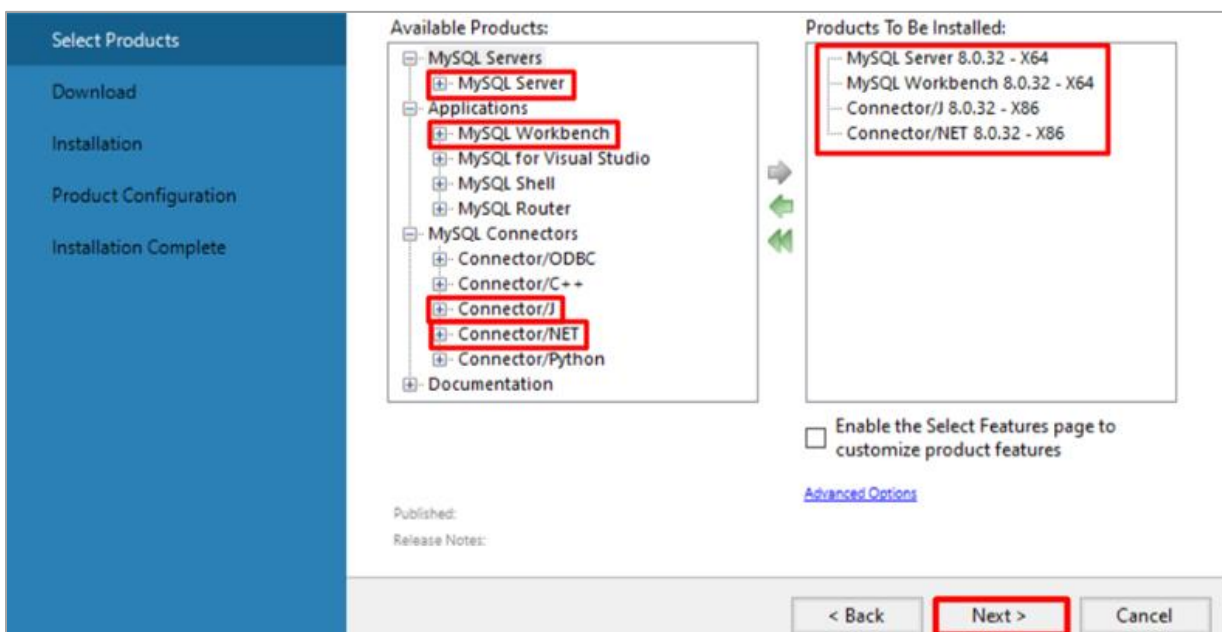 Select Products
Download
Installation
Product Configuration
Installation Complete
Available Products:
MySQL Servers
MySQL Server
Applications
MySQL Workbench
MySQL for Visual Studio
MySQL Shell
MySQL Router
MySQL Connectors
Connector/ODBC
Connector/C++
Connector/J
Connector/NET
Connector/Python
Documentation
Products To Be Installed:
MySQL Server 8.0.32 - X64
MySQL Workbench 8.0.32 - X64
Connector/J 8.0.32 - X86
Connector/NET 8.0.32 - X86
Enable the Select Features page to
customize product features
Advanced Options
Published:
Release Notes:
< Back
Next >
Cancel